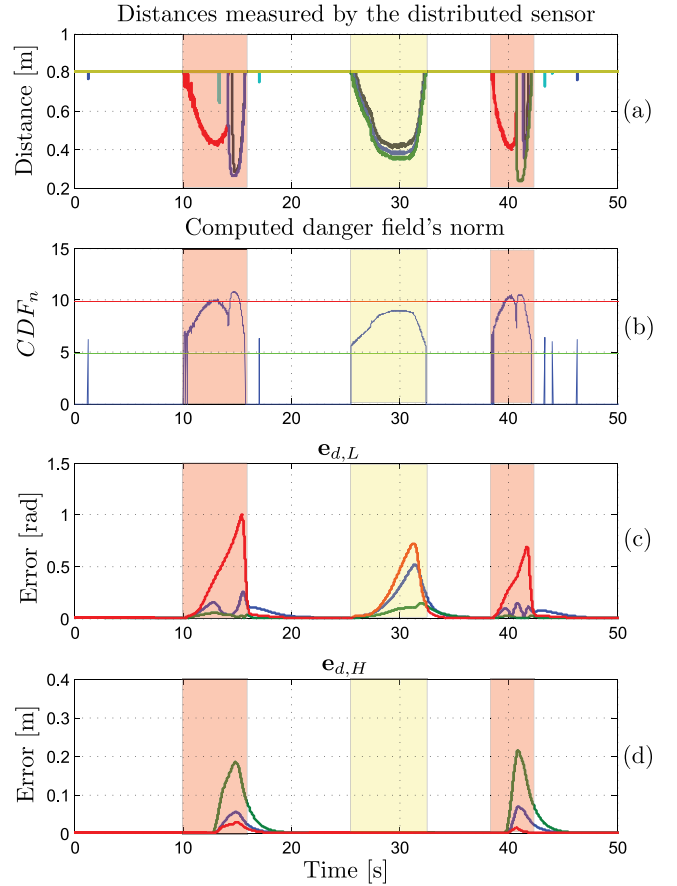 Distances measured by the distributed sensor
1
0.8
0.6
0.4
0.2
Distance [m]
0 10 20 30 40 50
(a)
Computed danger field's norm
15
10
5
0
CDFn
0 10 20 30 40 50
(b)
e_{d,L}
1.5
1
0.5
0
Error [rad]
0 10 20 30 40 50
(c)
e_{d,H}
0.4
0.3
0.2
0.1
0
Error [m]
0 10 20 30 40 50
(d)
Time [s]